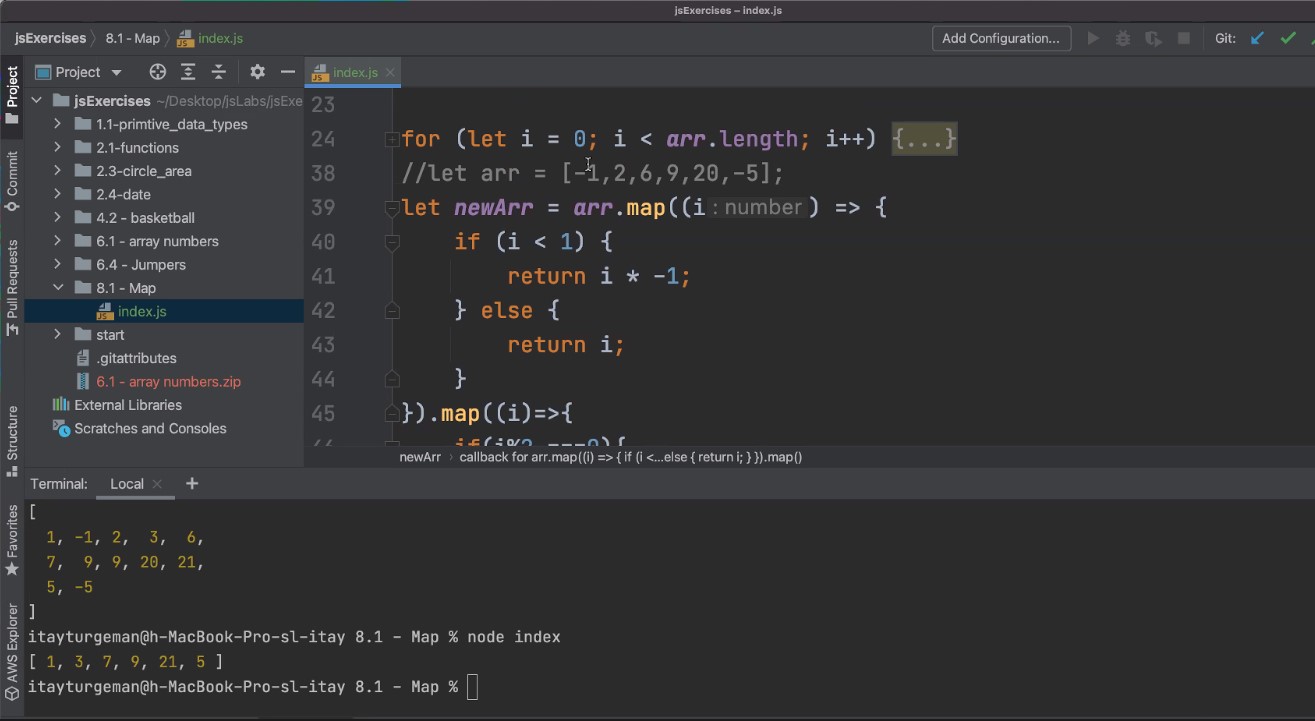 jsExercises – index.js
jsExercises 8.1 - Map index.js Add Configuration... Git:
Project
Commit
Pull Requests
Structure
Favorites
AWS Explorer
Project
index.js
jsExercises ~/Desktop/jsLabs/jsExe
1.1-primtive_data_types
2.1-functions
2.3-circle_area
2.4-date
4.2 - basketball
6.1 - array numbers
6.4 - Jumpers
8.1 - Map
index.js
start
.gitattributes
6.1 - array numbers.zip
External Libraries
Scratches and Consoles
23
24 for (let i = 0; i < arr.length; i++) {...}
38 //let arr = [-1,2,6,9,20,-5];
39 let newArr = arr.map((i : number ) => {
40 if (i < 1) {
41 return i * -1;
42 } else {
43 return i;
44 }
45 }).map((i)=>{
if(i%2 ===0){
newArr callback for arr.map((i) => { if (i <...else { return i; } }).map()
Terminal: Local +
[
1, -1, 2, 3, 6,
7, 9, 9, 20, 21,
5, -5
]
itayturgeman@h-MacBook-Pro-sl-itay 8.1 - Map % node index
[ 1, 3, 7, 9, 21, 5 ]
itayturgeman@h-MacBook-Pro-sl-itay 8.1 - Map %